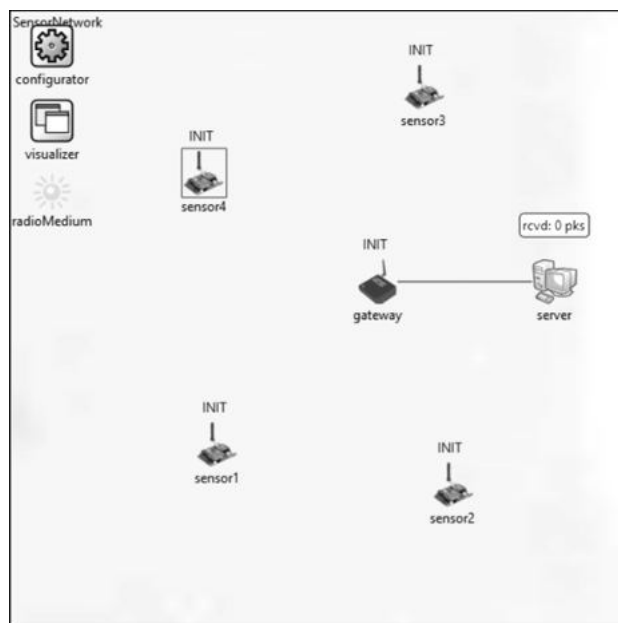 SensorNetwork
configurator
visualizer
radioMedium
INIT
sensor3
INIT
sensor4
rcvd: 0 pks
INIT
gateway
server
INIT
sensor1
INIT
sensor2